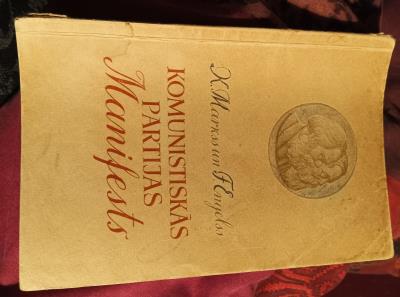 K. Markss un F. Engelss
KOMUNISTISKĀS
PARTIJAS
Manifests